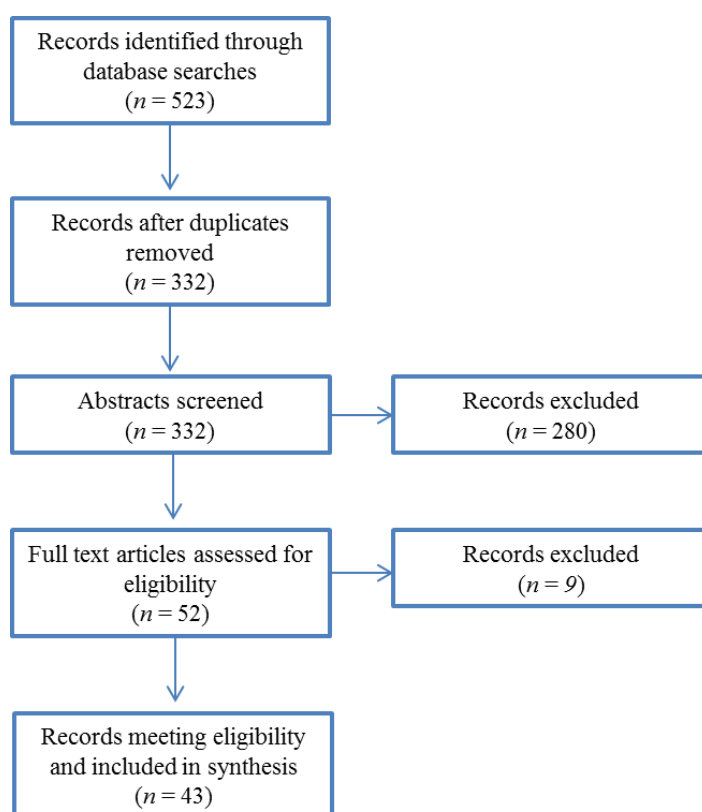 Records identified through
database searches
(n = 523)
Records after duplicates
removed
(n = 332)
Abstracts screened
(n = 332)
Records excluded
(n = 280)
Full text articles assessed for
eligibility
(n = 52)
Records excluded
(n = 9)
Records meeting eligibility
and included in synthesis
(n = 43)